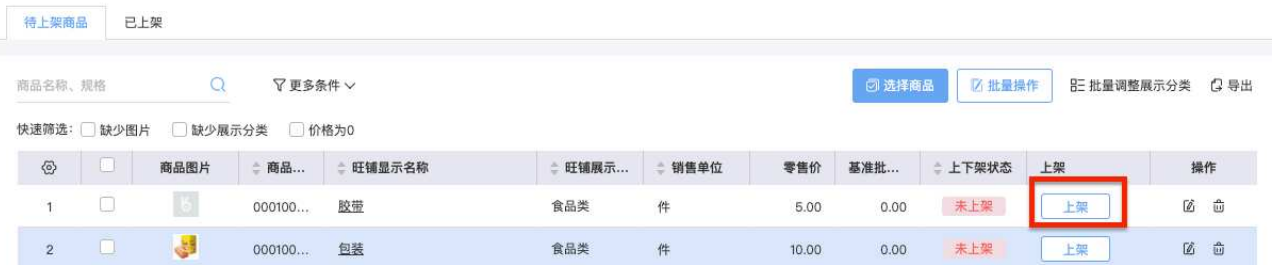 待上架商品 已上架
商品名称、规格 更多条件 选择商品 批量操作 批量调整展示分类 导出
快速筛选: 缺少图片 缺少展示分类 价格为0
商品图片 商品... 旺铺显示名称 旺铺展示... 销售单位 零售价 基准批... 上下架状态 上架 操作
1 000100... 胶带 食品类 件 5.00 0.00 未上架 上架
2 000100... 包装 食品类 件 10.00 0.00 未上架 上架